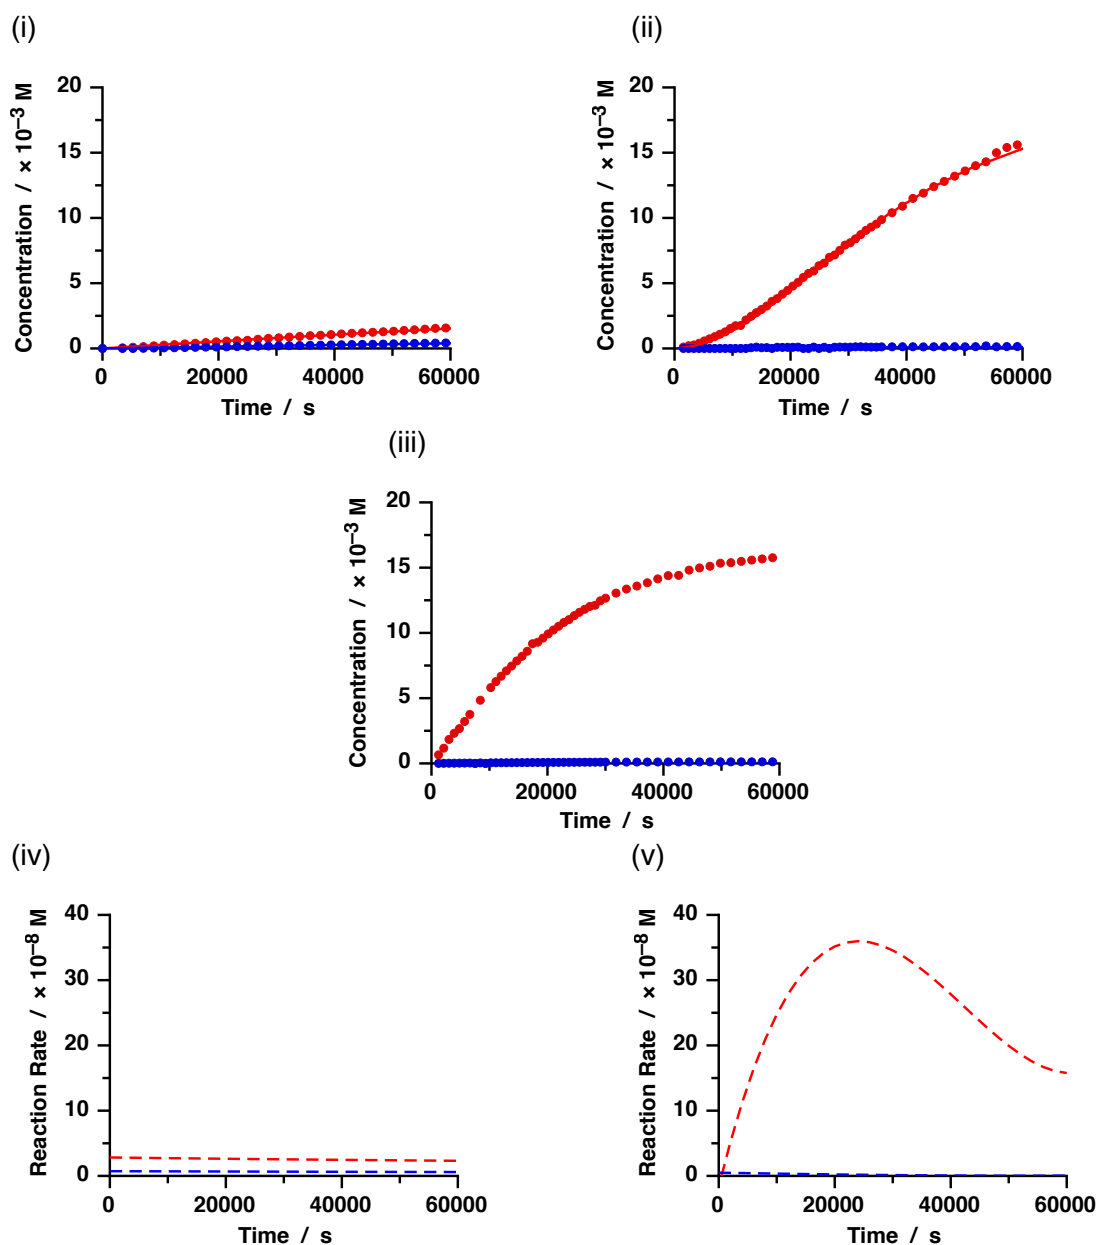 (i)
Concentration / × 10⁻³ M
20
15
10
5
0
0 20000 40000 60000
Time / s
(ii)
Concentration / × 10⁻³ M
20
15
10
5
0
0 20000 40000 60000
Time / s
(iii)
Concentration / × 10⁻³ M
20
15
10
5
0
0 20000 40000 60000
Time / s
(iv)
Reaction Rate / × 10⁻⁸ M
40
30
20
10
0
0 20000 40000 60000
Time / s
(v)
Reaction Rate / × 10⁻⁸ M
40
30
20
10
0
0 20000 40000 60000
Time / s